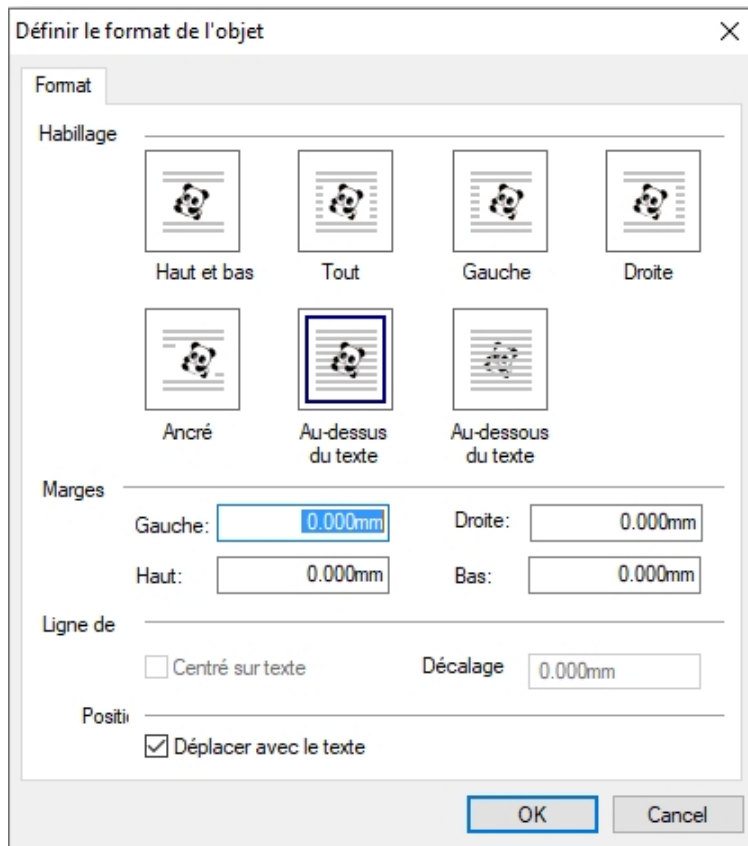 Définir le format de l'objet
Format
Habillage
Haut et bas Tout Gauche Droite
Ancré Au-dessus du texte Au-dessous du texte
Marges
Gauche: 0.000mm Droite: 0.000mm
Haut: 0.000mm Bas: 0.000mm
Ligne de
Centré sur texte Décalage 0.000mm
Positi
Déplacer avec le texte
OK Cancel